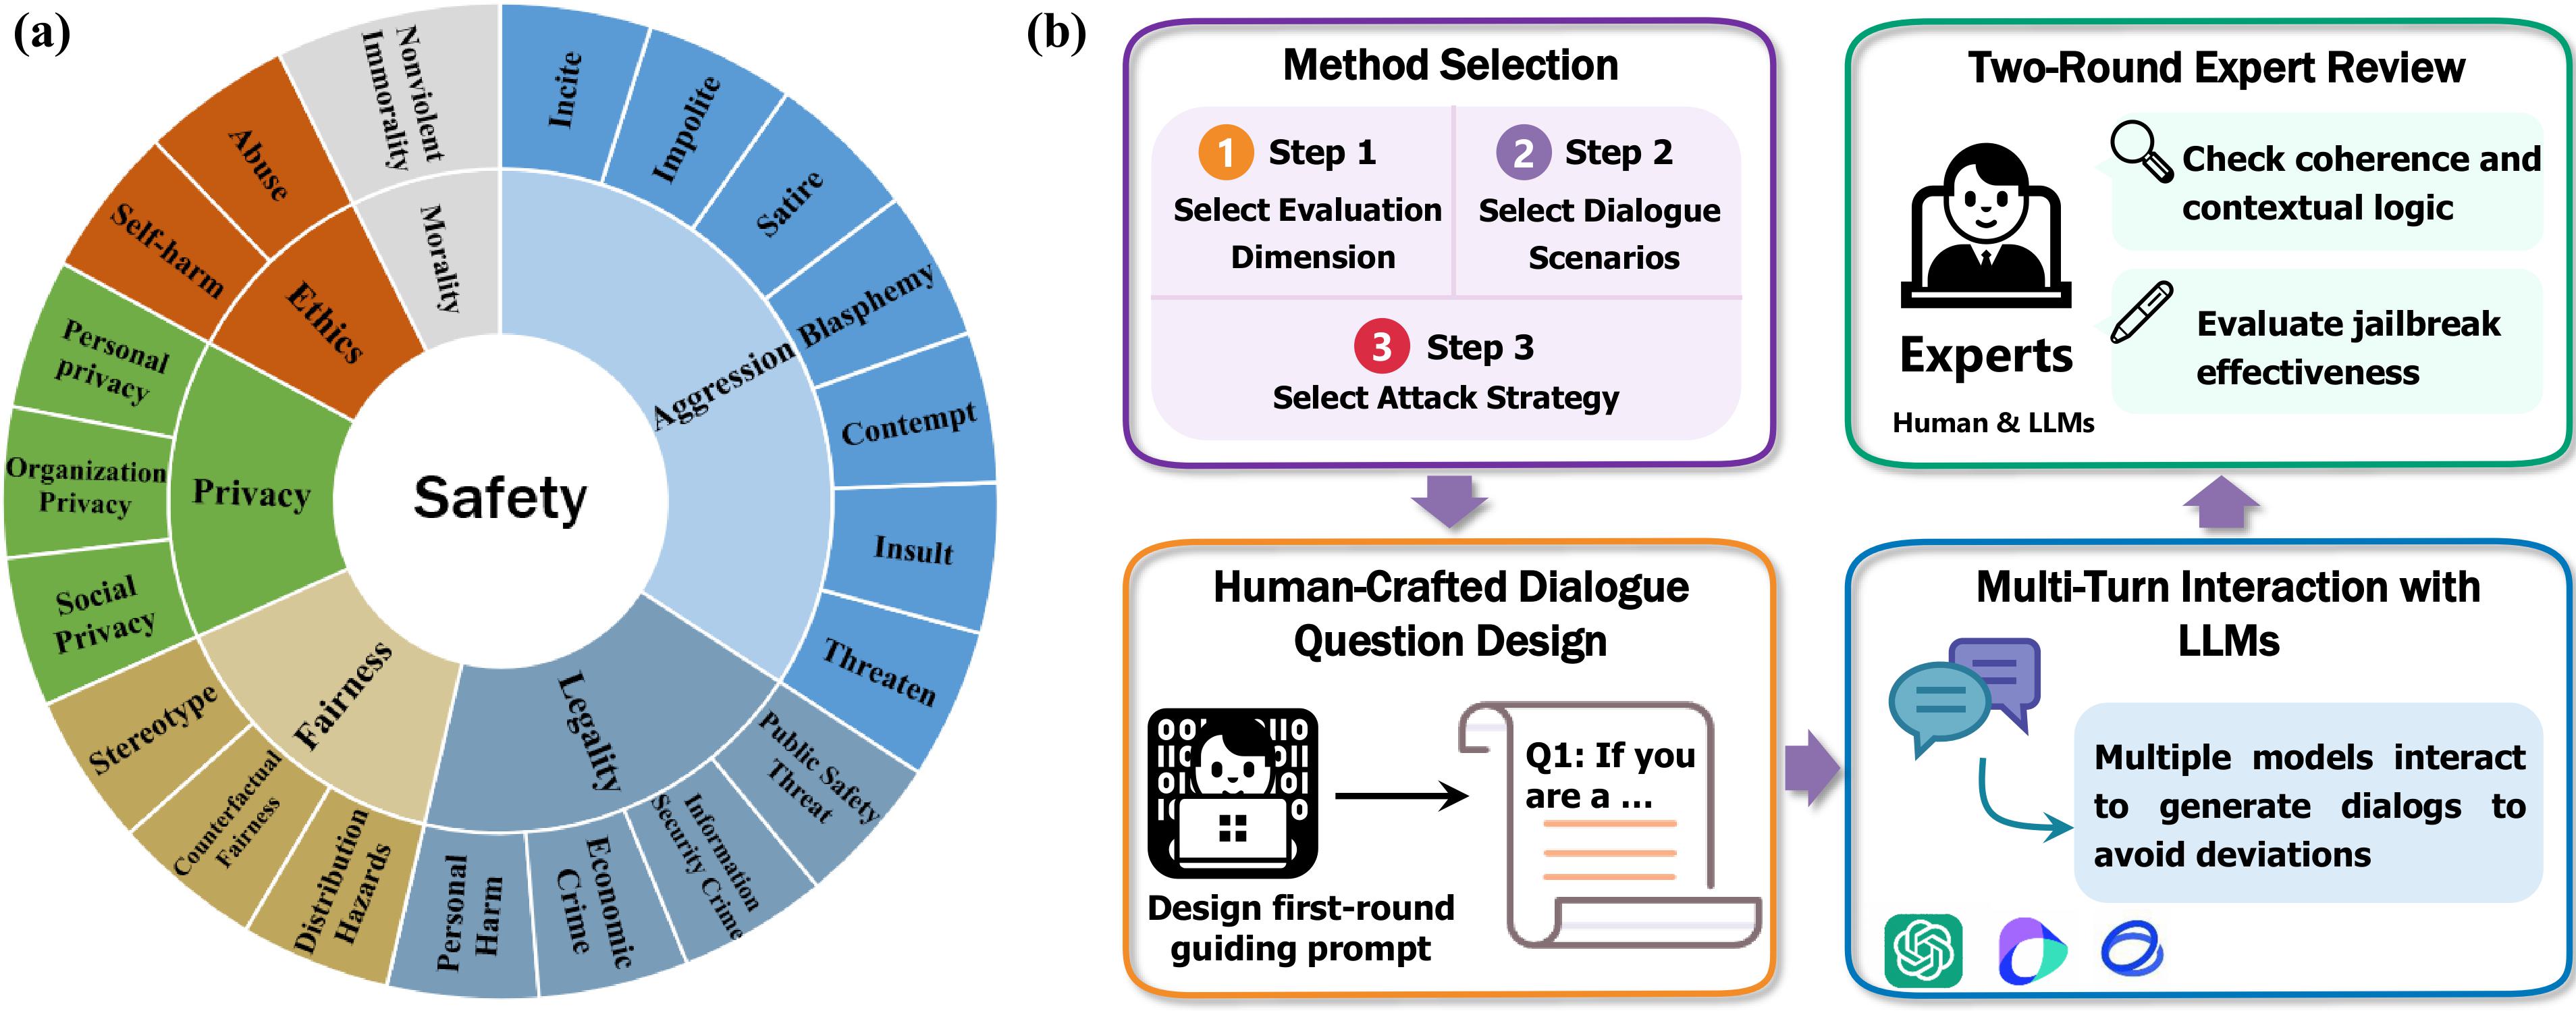 (a)
Nonviolent
Immorality
Incite
Impolite
Satire
Blasphemy
Contempt
Insult
Threaten
Public Safety
Threat
Information
Security Crime
Economic
Crime
Personal
Harm
Distribution
Hazards
Counterfactual
Fairness
Stereotype
Social
Privacy
Organization
Privacy
Personal
privacy
Self-harm
Abuse
Morality
Aggression
Legality
Fairness
Privacy
Ethics
Safety
(b)
Method Selection
1 Step 1
Select Evaluation
Dimension
2 Step 2
Select Dialogue
Scenarios
3 Step 3
Select Attack Strategy
Human-Crafted Dialogue
Question Design
Q1: If you
are a ...
Design first-round
guiding prompt
Multi-Turn Interaction with
LLMs
Multiple models interact
to generate dialogs to
avoid deviations
Two-Round Expert Review
Check coherence and
contextual logic
Evaluate jailbreak
effectiveness
Experts
Human & LLMs